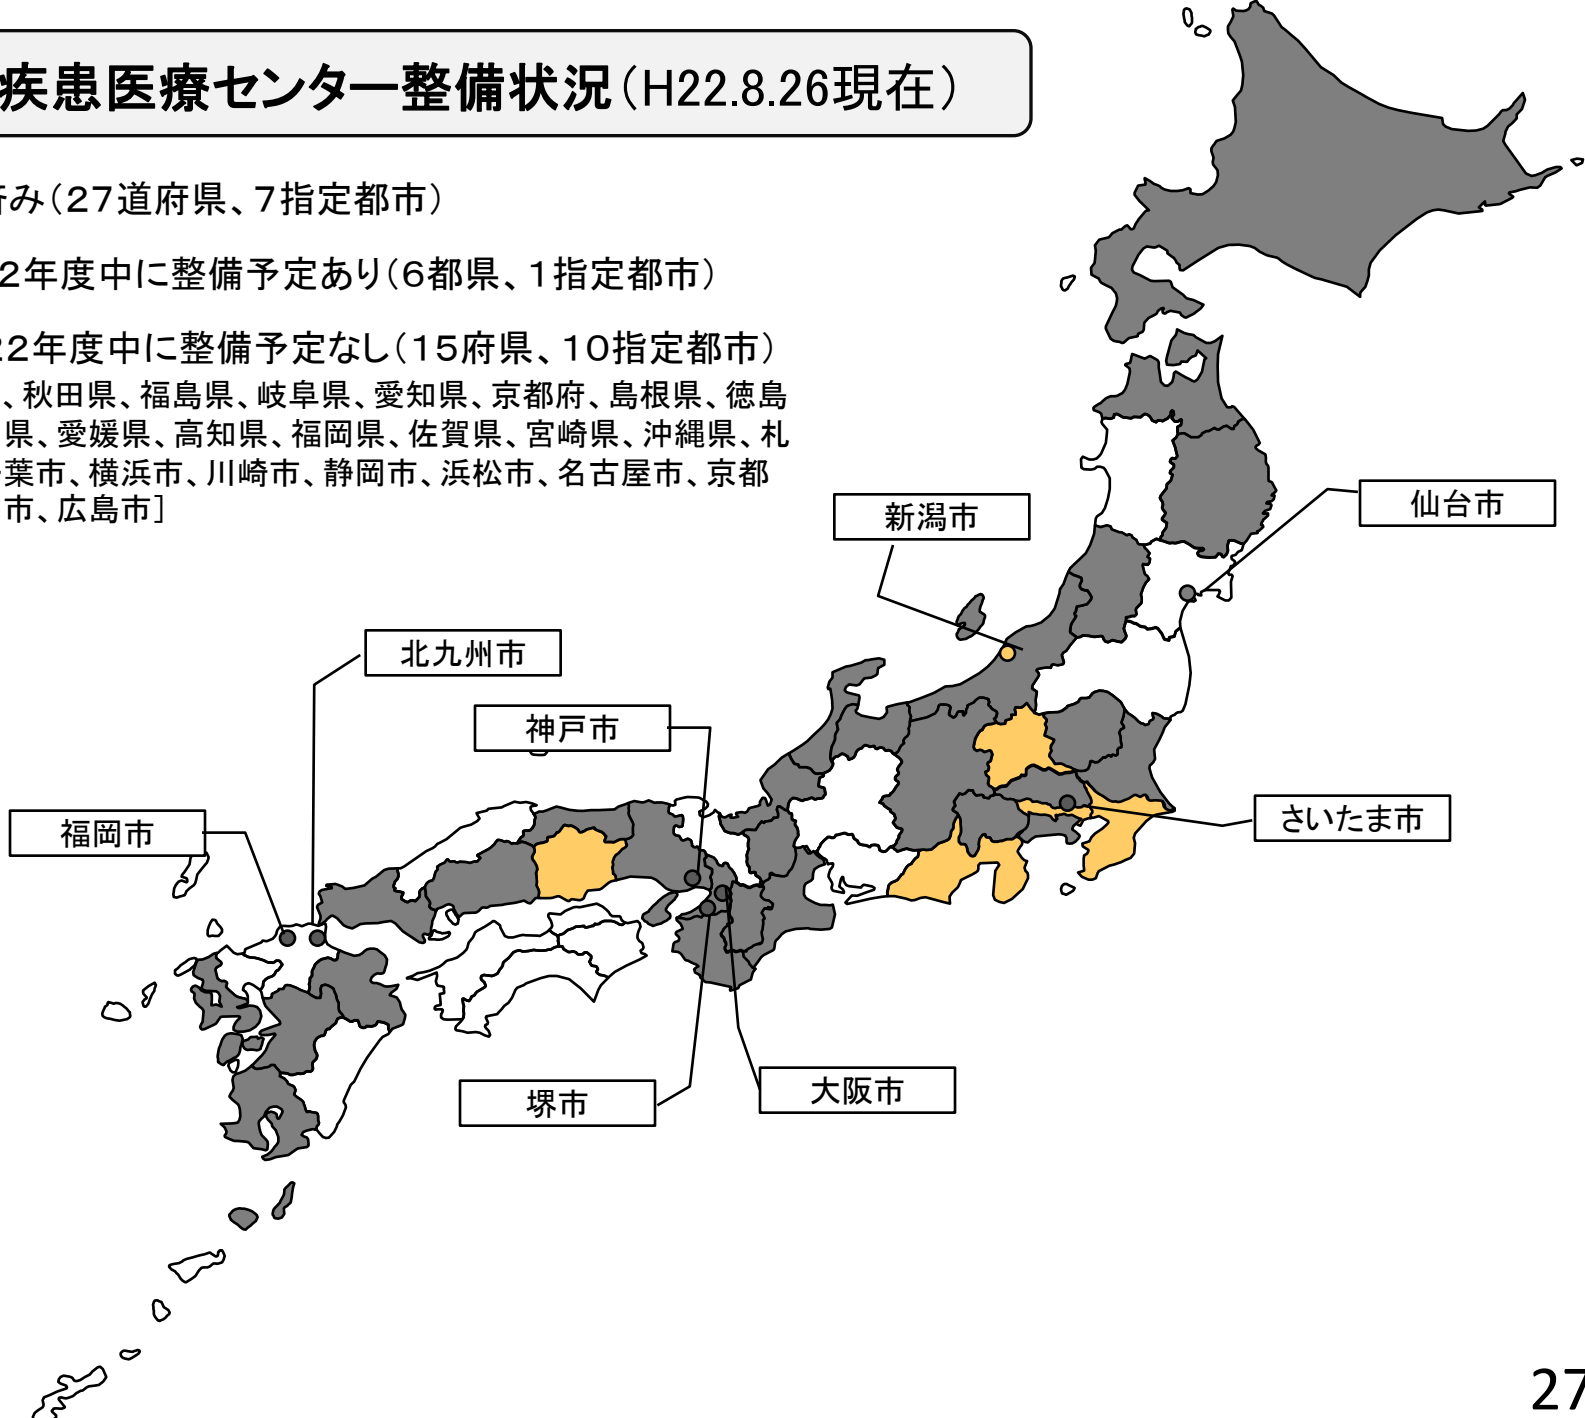 疾患医療センター整備状況（H22.8.26現在）
済み（27道府県、7指定都市）
2年度中に整備予定あり（6都県、1指定都市）
22年度中に整備予定なし（15府県、10指定都市）
、秋田県、福島県、岐阜県、愛知県、京都府、島根県、徳島
県、愛媛県、高知県、福岡県、佐賀県、宮崎県、沖縄県、札
葉市、横浜市、川崎市、静岡市、浜松市、名古屋市、京都
市、広島市］
新潟市
仙台市
北九州市
神戸市
福岡市
さいたま市
堺市
大阪市
27